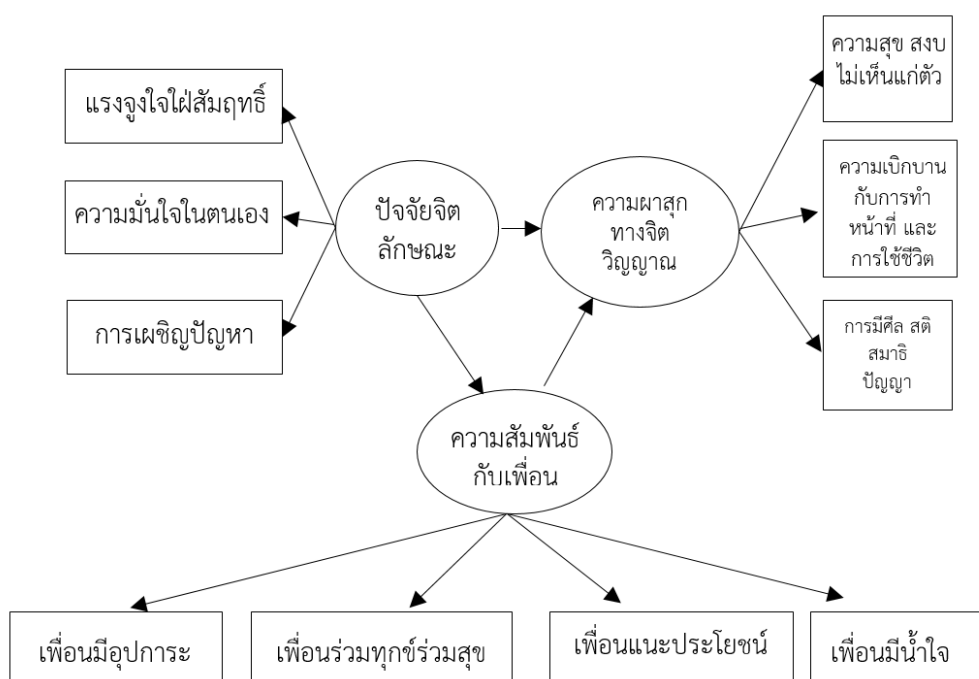 ความสุข สงบ
ไม่เห็นแก่ตัว
แรงจูงใจใฝ่สัมฤทธิ์
ความมั่นใจในตนเอง
การเผชิญปัญหา
ปัจจัยจิต
ลักษณะ
ความผาสุก
ทางจิต
วิญญาณ
ความเบิกบาน
กับการทำ
หน้าที่ และ
การใช้ชีวิต
การมีศีล สติ
สมาธิ
ปัญญา
ความสัมพันธ์
กับเพื่อน
เพื่อนมีอุปการะ
เพื่อนร่วมทุกข์ร่วมสุข
เพื่อนแนะประโยชน์
เพื่อนมีน้ำใจ